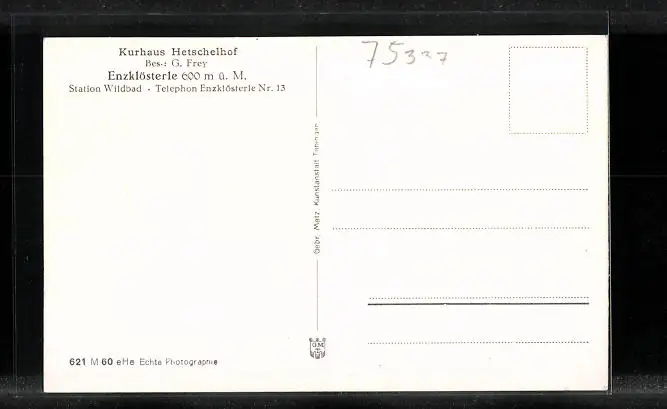 Kurhaus Hetschelhof
Bes.: G. Frey
Enzklösterle 600 m ü. M.
Station Wildbad - Telephon Enzklösterle Nr. 13
75337
Gebr. Metz, Kunstanstalt Tübingen
G.M.
621 M 60 eHe Echte Photographie